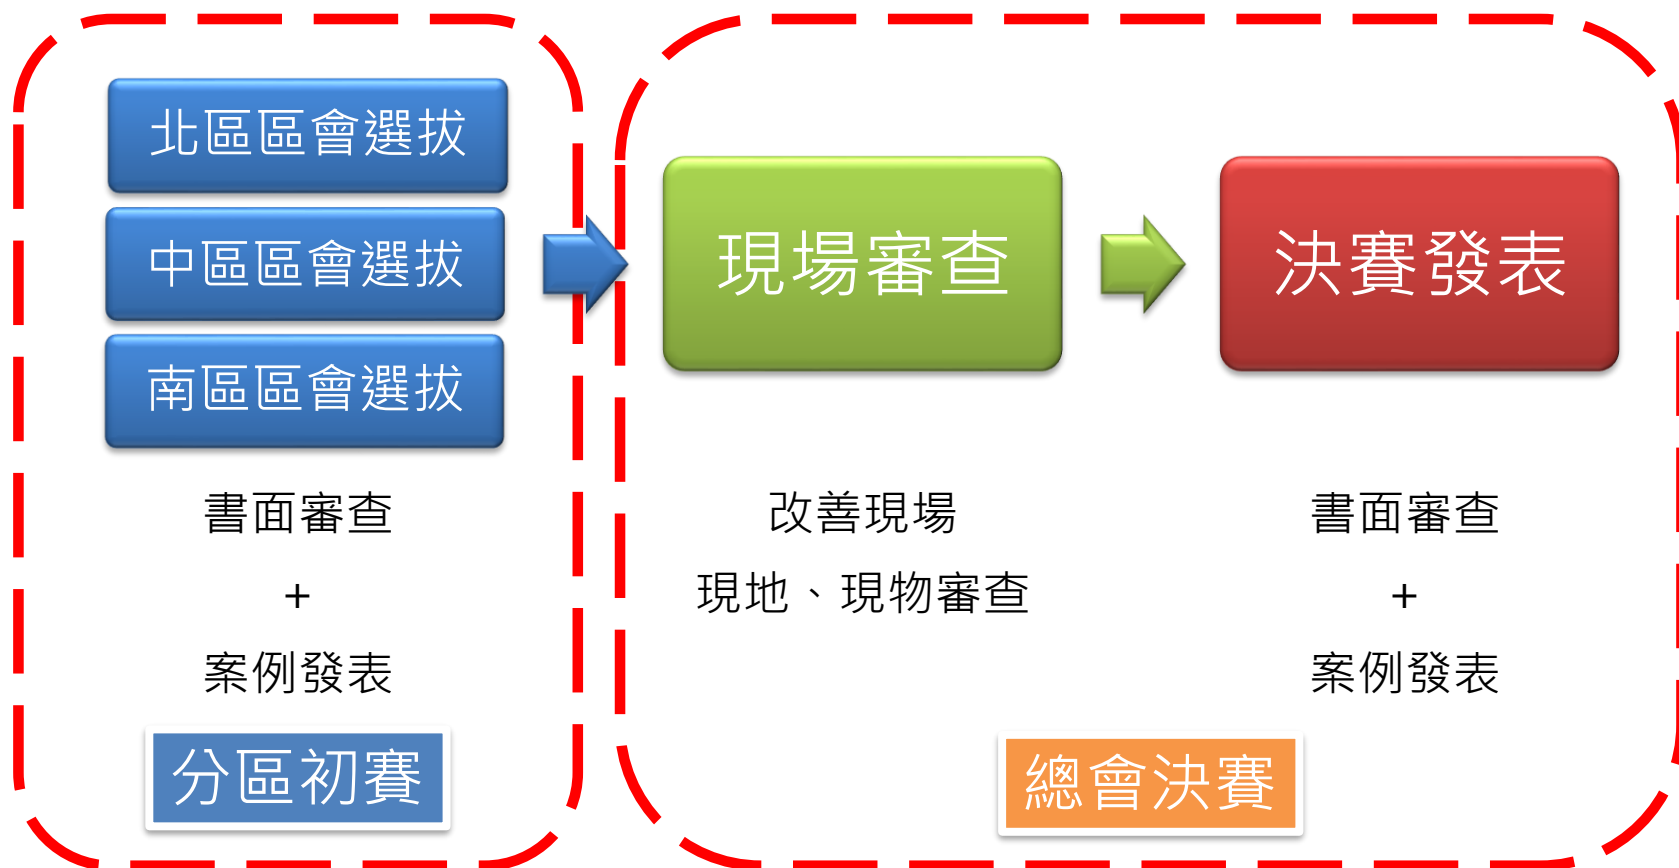 北區區會選拔
中區區會選拔
南區區會選拔
書面審查
+
案例發表
分區初賽
現場審查
改善現場
現地、現物審查
決賽發表
書面審查
+
案例發表
總會決賽